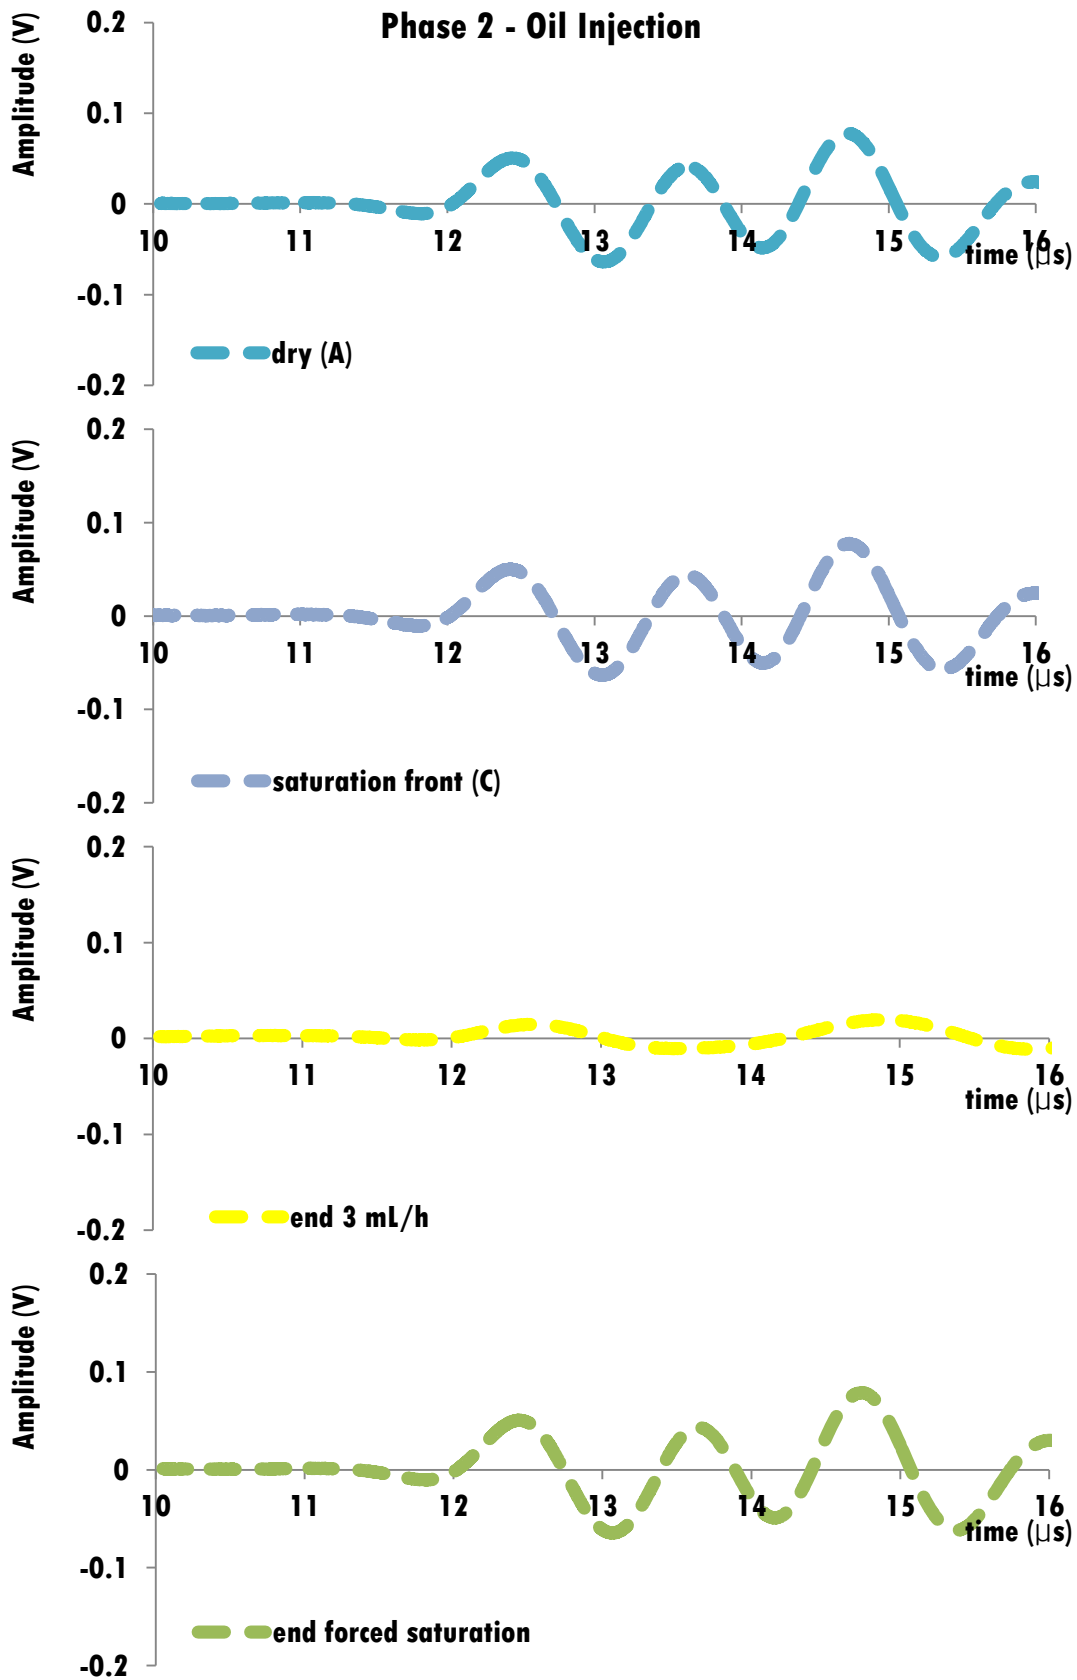 Phase 2 - Oil Injection
Amplitude (V)
0.2
0.1
0
-0.1
-0.2
10 11 12 13 14 15 16
time (μs)
dry (A)
Amplitude (V)
0.2
0.1
0
-0.1
-0.2
10 11 12 13 14 15 16
time (μs)
saturation front (C)
Amplitude (V)
0.2
0.1
0
-0.1
-0.2
10 11 12 13 14 15 16
time (μs)
end 3 mL/h
Amplitude (V)
0.2
0.1
0
-0.1
-0.2
10 11 12 13 14 15 16
time (μs)
end forced saturation